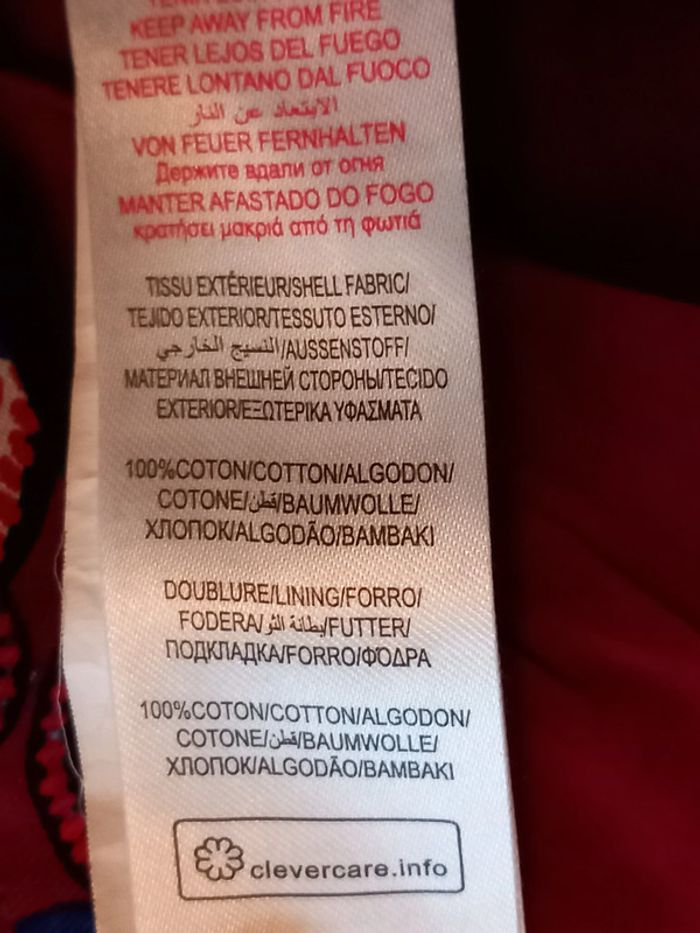 KEEP AWAY FROM FIRE
TENER LEJOS DEL FUEGO
TENERE LONTANO DAL FUOCO
الابتعاد عن النار
VON FEUER FERNHALTEN
Держите вдали от огня
MANTER AFASTADO DO FOGO
κρατήσει μακριά από τη φωτιά
TISSU EXTÉRIEUR/SHELL FABRIC/
TEJIDO EXTERIOR/TESSUTO ESTERNO/
النسيج الخارجي/AUSSENSTOFF/
МАТЕРИАЛ ВНЕШНЕЙ СТОРОНЫ/TECIDO
EXTERIOR/ΕΞΩΤΕΡΙΚΑ ΥΦΑΣΜΑΤΑ
100%COTON/COTTON/ALGODON/
COTONE/قطن/BAUMWOLLE/
ХЛОПОК/ALGODÃO/BAMBAKI
DOUBLURE/LINING/FORRO/
FODERA/بطانة الثو/FUTTER/
ПОДКЛАДКА/FORRO/ΦΌΔΡΑ
100%COTON/COTTON/ALGODON/
COTONE/قطن/BAUMWOLLE/
ХЛОПОК/ALGODÃO/BAMBAKI
clevercare.info